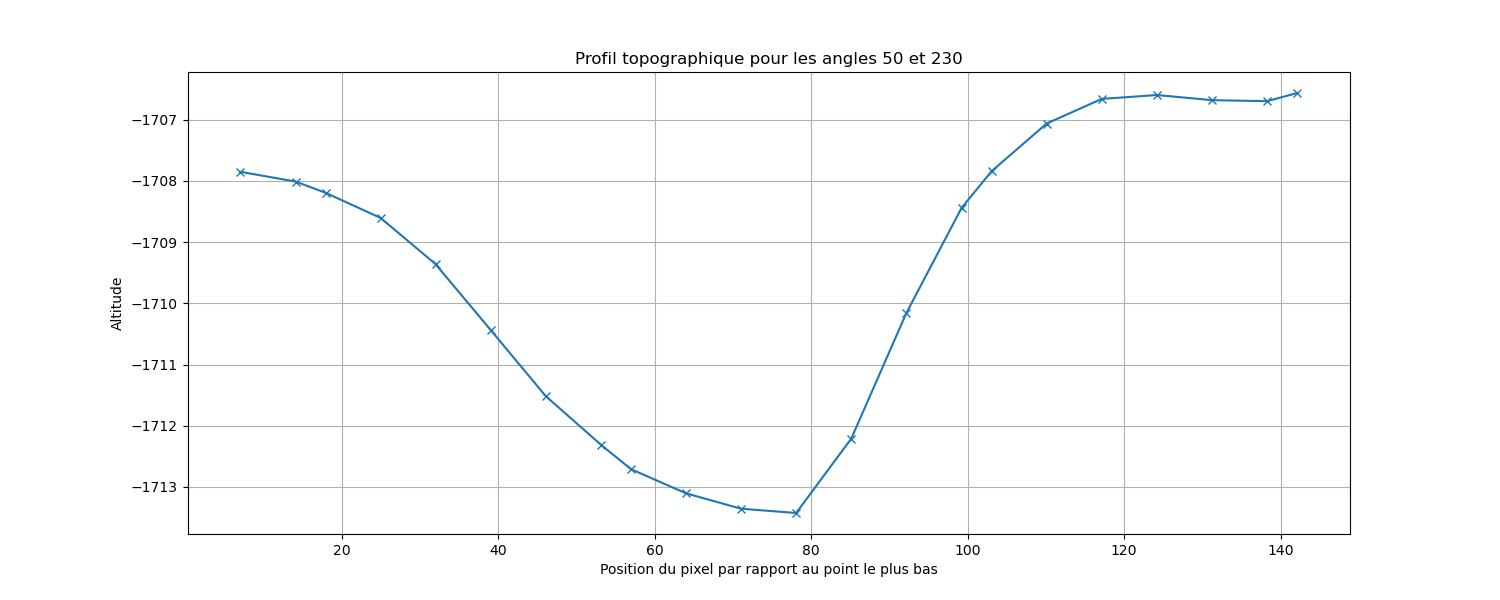 Profil topographique pour les angles 50 et 230
−1707
−1708
−1709
−1710
−1711
−1712
−1713
Altitude
20 40 60 80 100 120 140
Position du pixel par rapport au point le plus bas